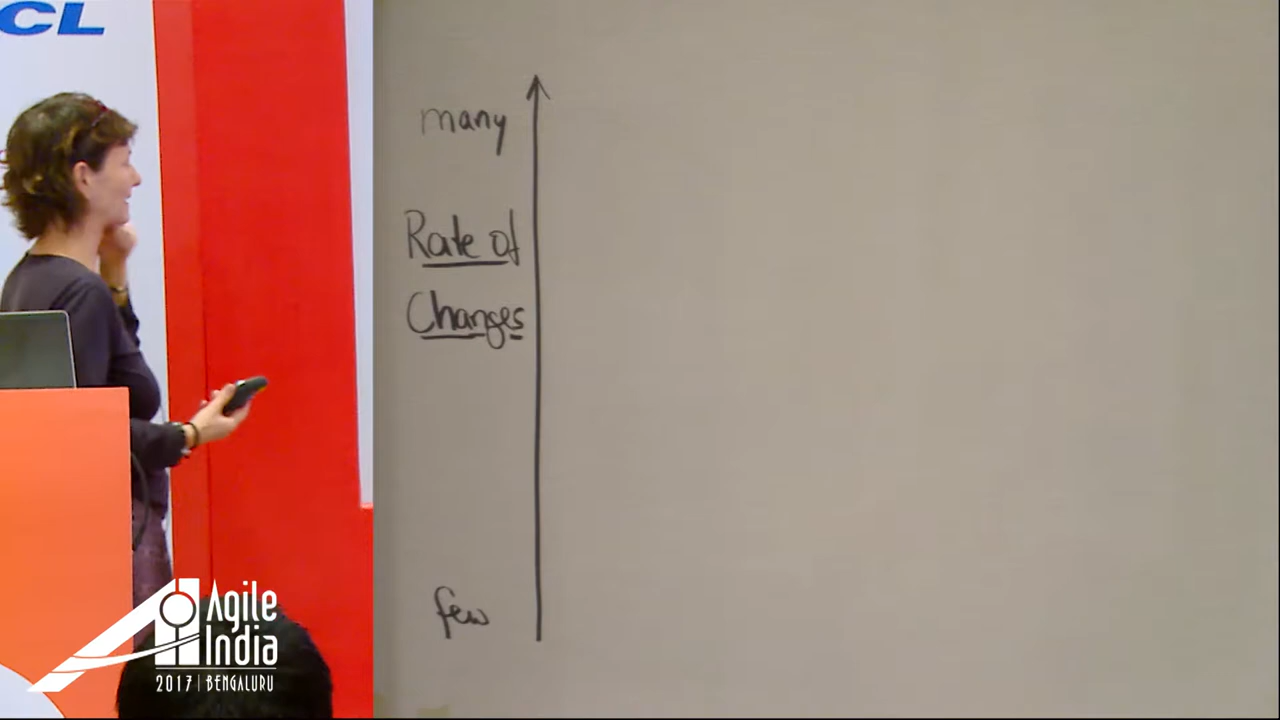 CL
many
Rate of
Changes
few
Agile
India
2017 | BENGALURU